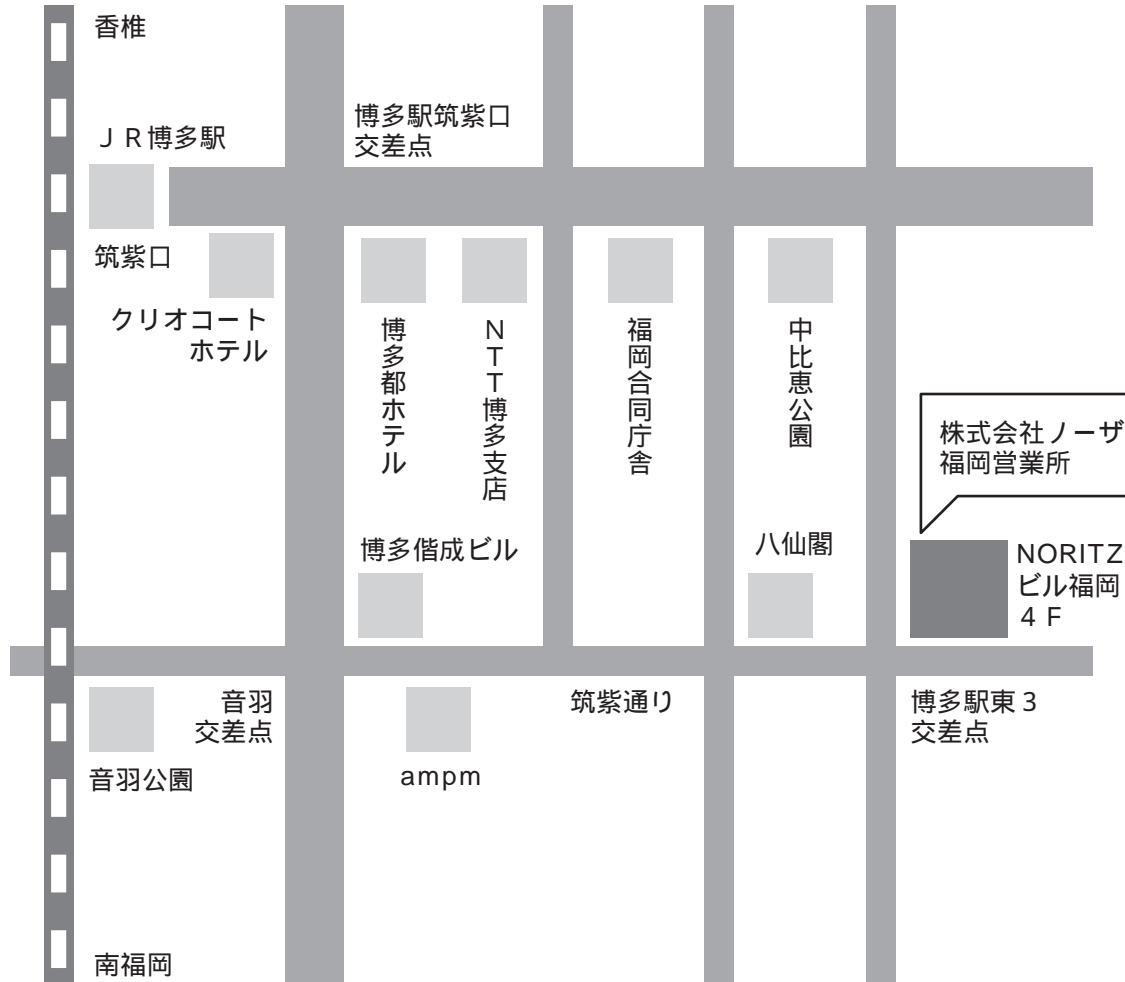 香椎
ＪＲ博多駅
博多駅筑紫口
交差点
筑紫口
クリオコート
ホテル
博多都ホテル
ＮＴＴ博多支店
福岡合同庁舎
中比恵公園
株式会社ノーザ
福岡営業所
博多偕成ビル
八仙閣
NORITZ
ビル福岡
４Ｆ
音羽
交差点
筑紫通り
博多駅東３
交差点
音羽公園
ampm
南福岡